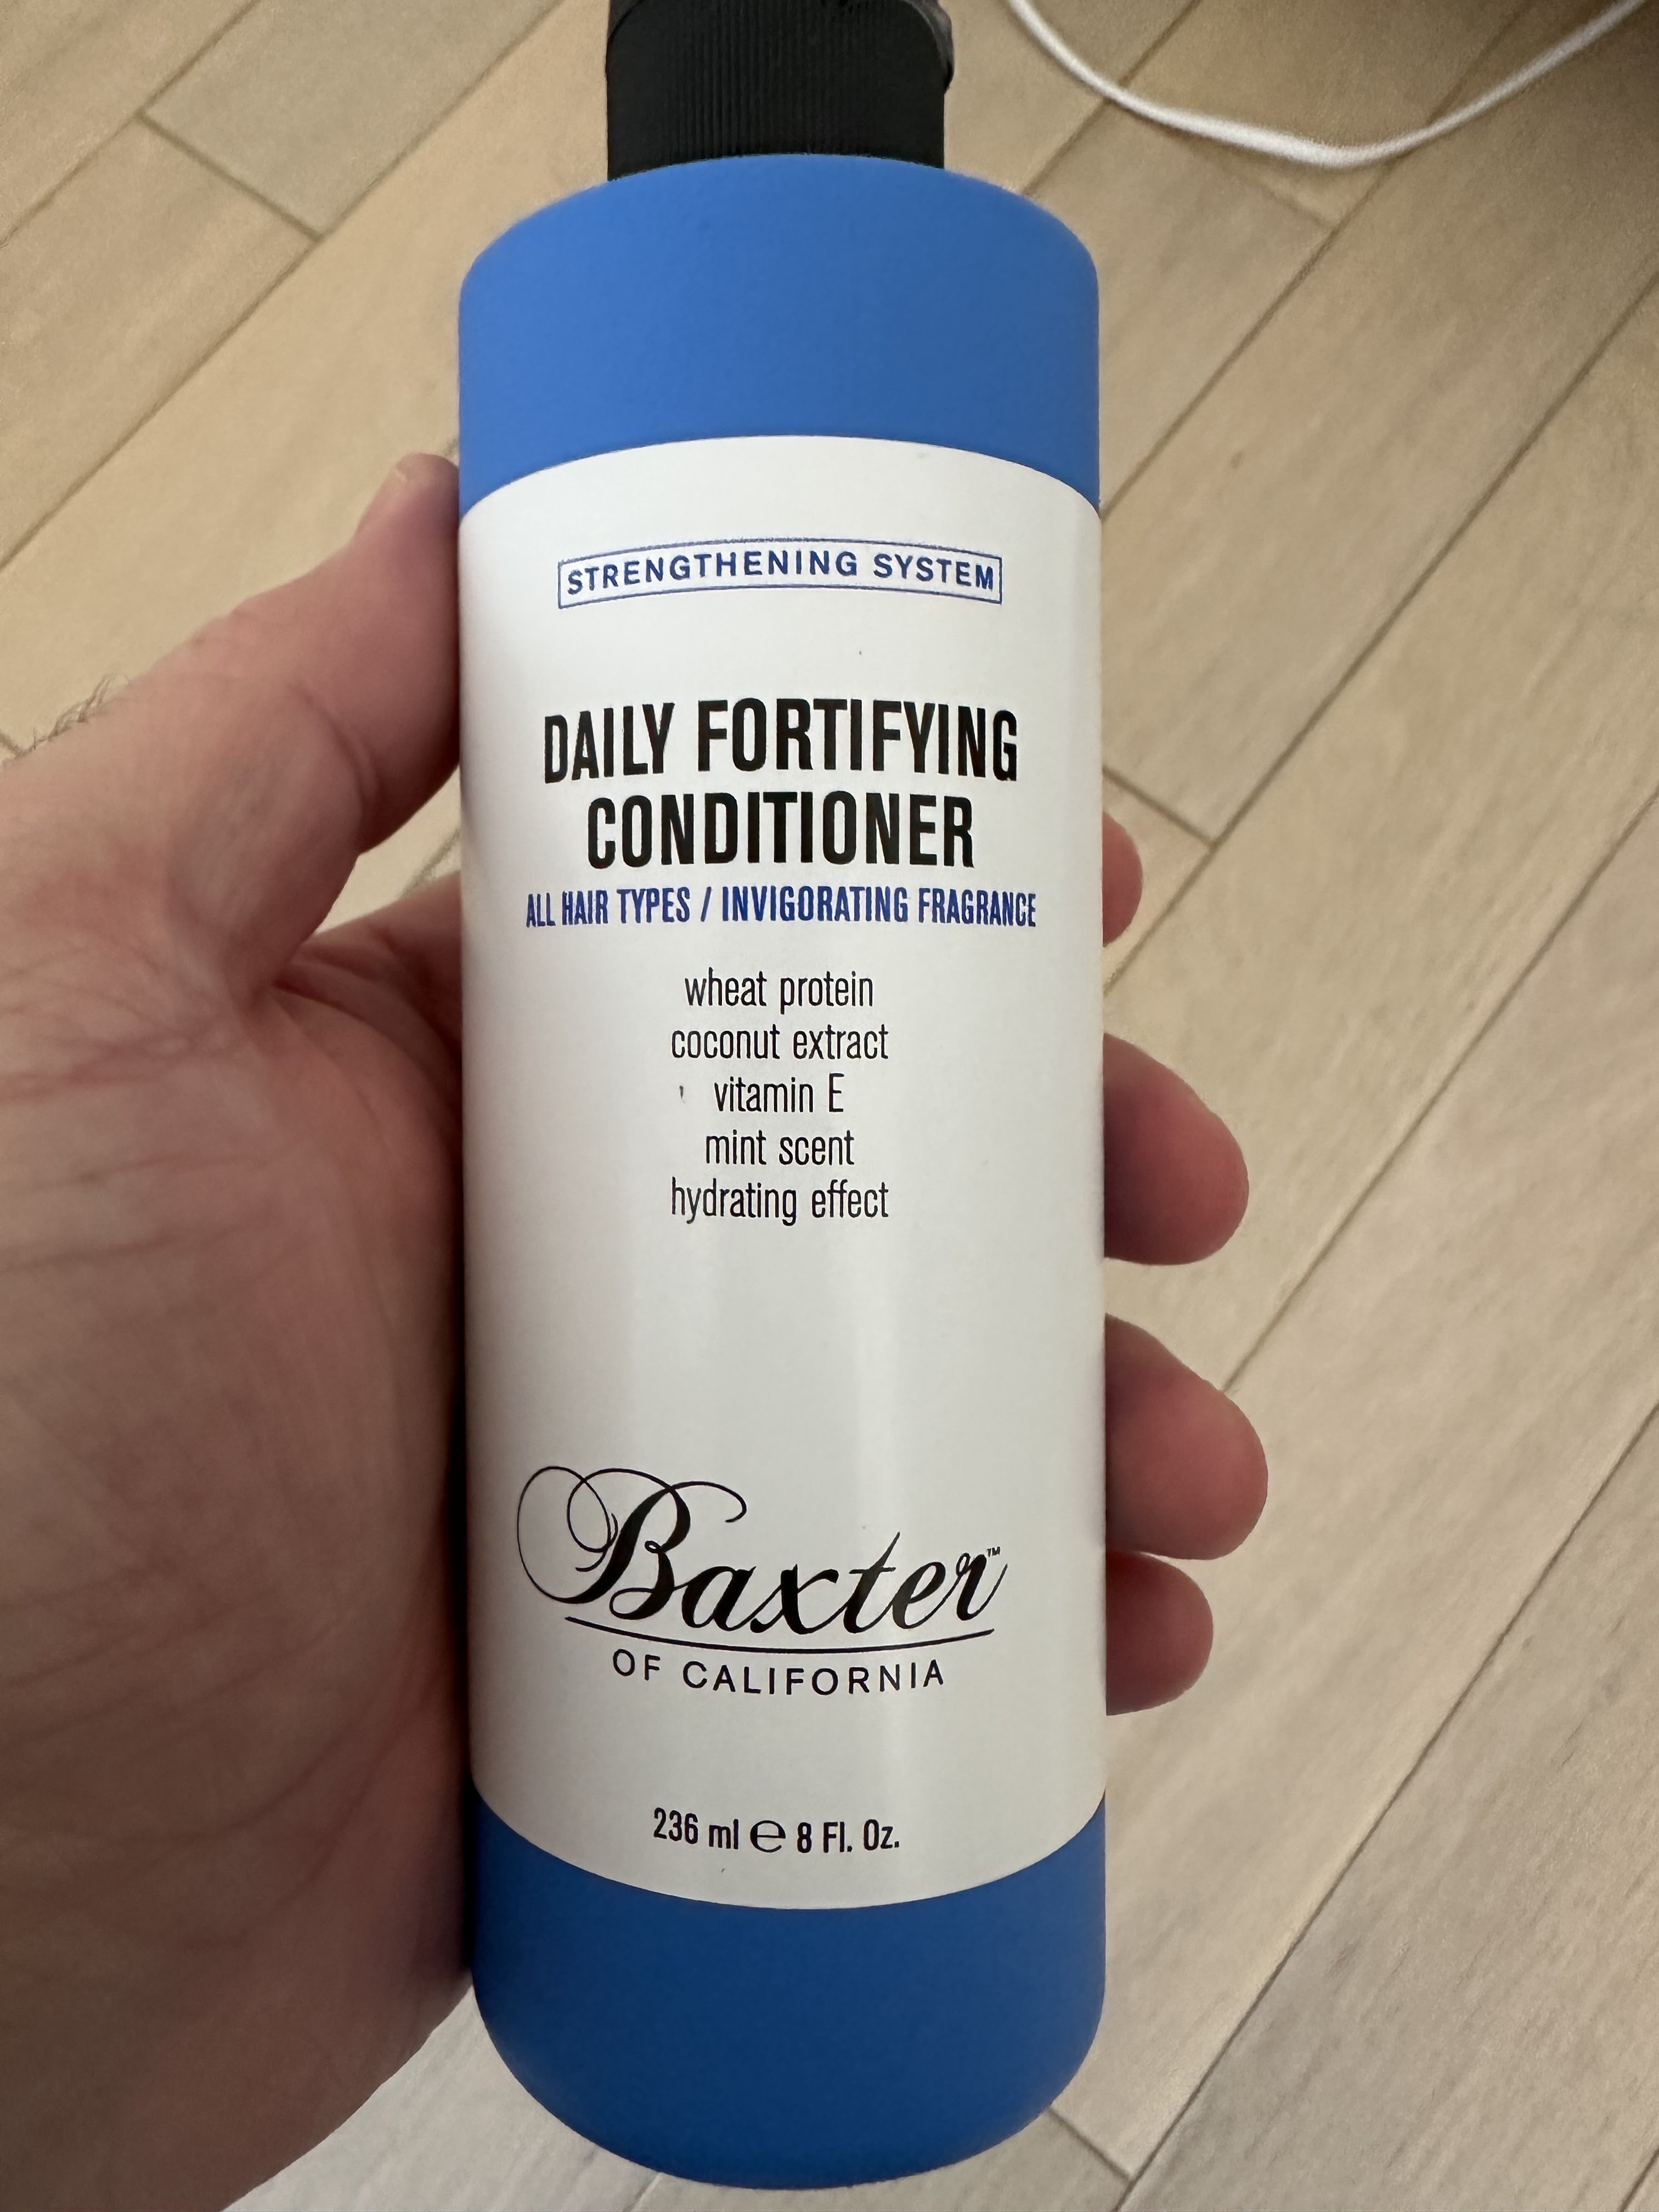 STRENGTHENING SYSTEM
DAILY FORTIFYING
CONDITIONER
ALL HAIR TYPES / INVIGORATING FRAGRANCE
wheat protein
coconut extract
vitamin E
mint scent
hydrating effect
Baxter™
OF CALIFORNIA
236 ml ℮ 8 Fl. Oz.